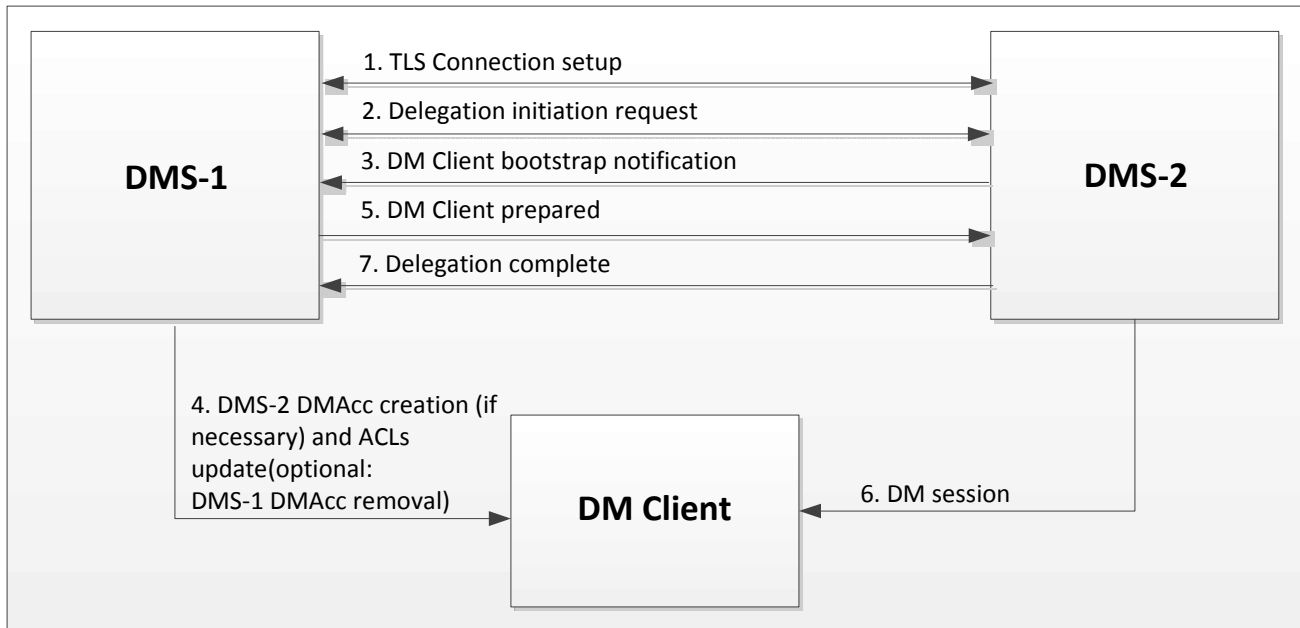 1. TLS Connection setup
2. Delegation initiation request
3. DM Client bootstrap notification
5. DM Client prepared
7. Delegation complete
DMS-1
DMS-2
4. DMS-2 DMAcc creation (if
necessary) and ACLs
update(optional:
DMS-1 DMAcc removal)
DM Client
6. DM session